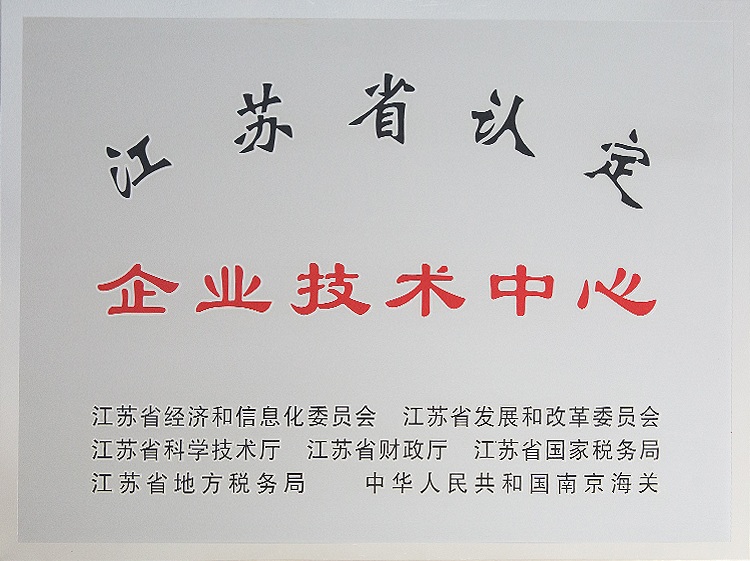 江苏省认定
企业技术中心
江苏省经济和信息化委员会 江苏省发展和改革委员会
江苏省科学技术厅 江苏省财政厅 江苏省国家税务局
江苏省地方税务局 中华人民共和国南京海关